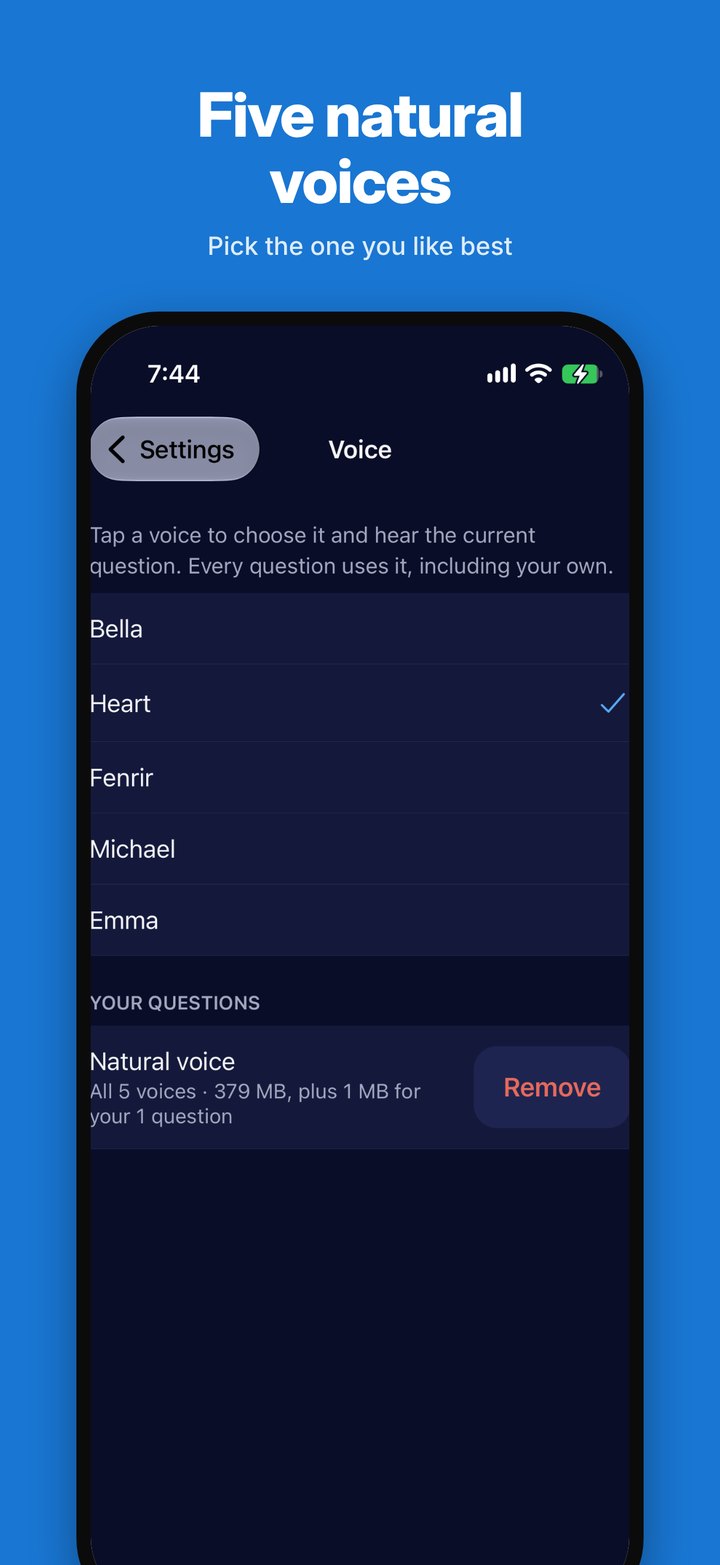 Five natural
voices
Pick the one you like best
7:44
Settings
Voice
Tap a voice to choose it and hear the current
question. Every question uses it, including your own.
Bella
Heart
Fenrir
Michael
Emma
YOUR QUESTIONS
Natural voice
All 5 voices · 379 MB, plus 1 MB for
your 1 question
Remove